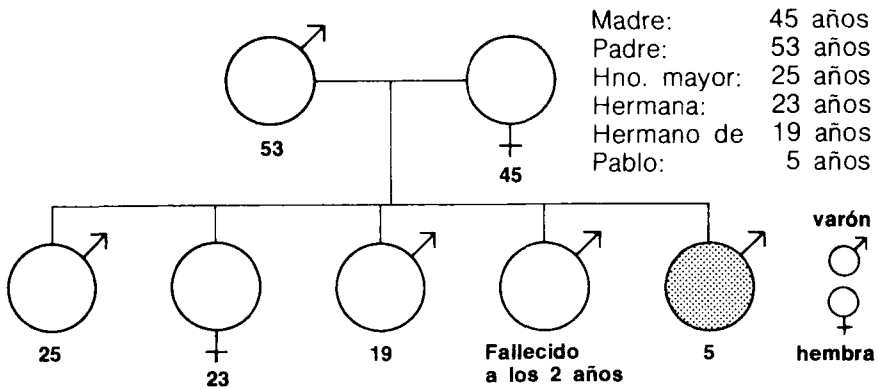 Madre: 45 años
Padre: 53 años
Hno. mayor: 25 años
Hermana: 23 años
Hermano de 19 años
Pablo: 5 años
53
45
varón
hembra
25
23
19
Fallecido
a los 2 años
5